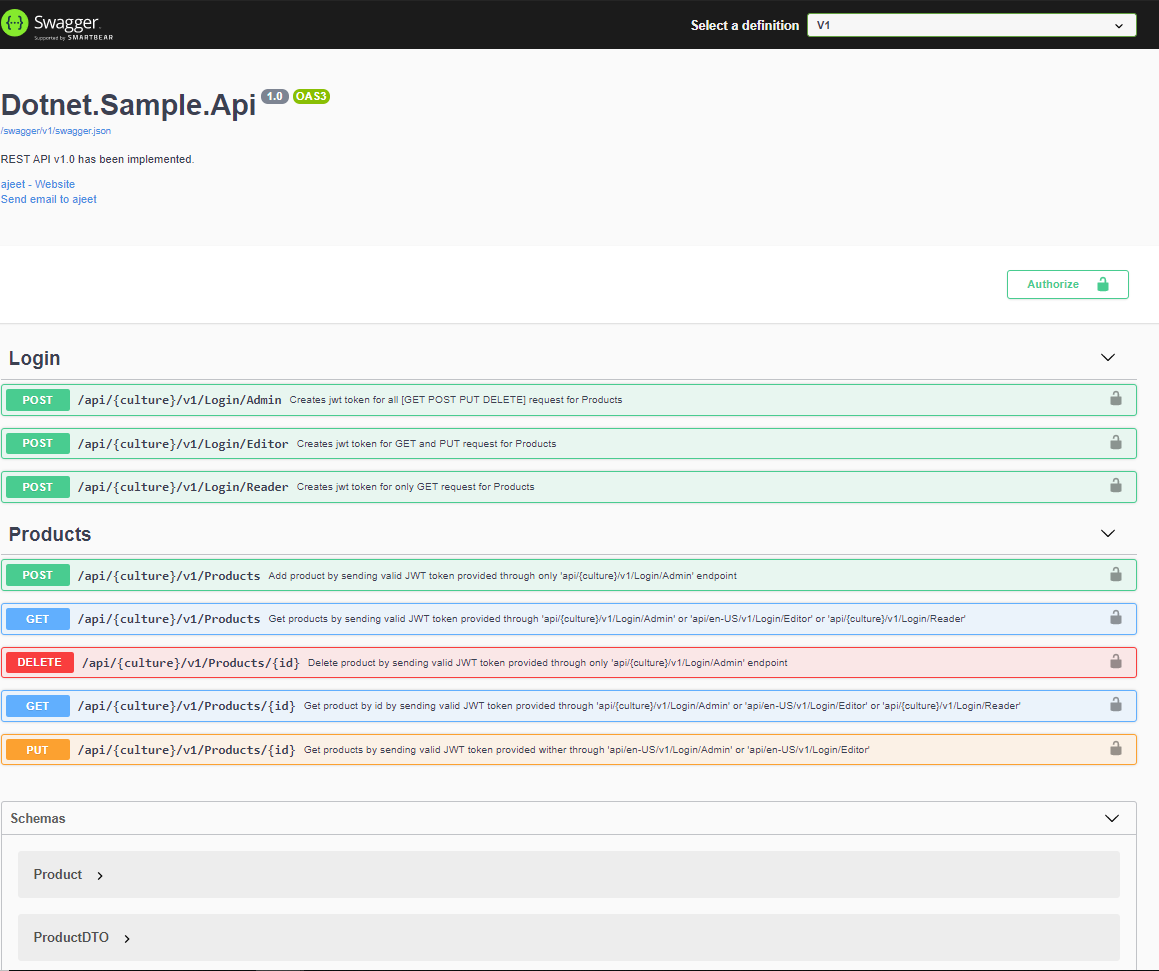 Swagger.
Supported by SMARTBEAR
Select a definition V1
Dotnet.Sample.Api 1.0 OAS3
/swagger/v1/swagger.json
REST API v1.0 has been implemented.
ajeet - Website
Send email to ajeet
Authorize
Login
POST /api/{culture}/v1/Login/Admin Creates jwt token for all [GET POST PUT DELETE] request for Products
POST /api/{culture}/v1/Login/Editor Creates jwt token for GET and PUT request for Products
POST /api/{culture}/v1/Login/Reader Creates jwt token for only GET request for Products
Products
POST /api/{culture}/v1/Products Add product by sending valid JWT token provided through only 'api/{culture}/v1/Login/Admin' endpoint
GET /api/{culture}/v1/Products Get products by sending valid JWT token provided through 'api/{culture}/v1/Login/Admin' or 'api/en-US/v1/Login/Editor' or 'api/{culture}/v1/Login/Reader'
DELETE /api/{culture}/v1/Products/{id} Delete product by sending valid JWT token provided through only 'api/{culture}/v1/Login/Admin' endpoint
GET /api/{culture}/v1/Products/{id} Get product by id by sending valid JWT token provided through 'api/{culture}/v1/Login/Admin' or 'api/en-US/v1/Login/Editor' or 'api/{culture}/v1/Login/Reader'
PUT /api/{culture}/v1/Products/{id} Get products by sending valid JWT token provided wither through 'api/en-US/v1/Login/Admin' or 'api/en-US/v1/Login/Editor'
Schemas
Product
ProductDTO